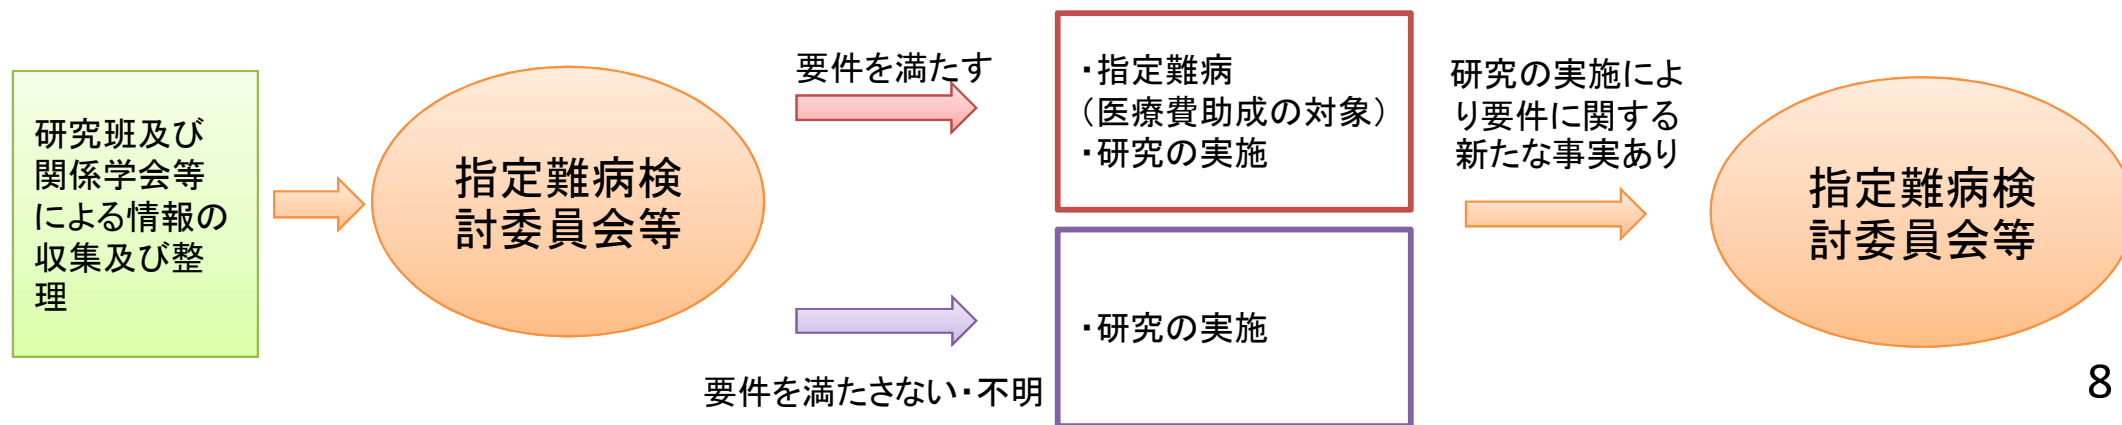 研究班及び
関係学会等
による情報の
収集及び整
理
指定難病検
討委員会等
要件を満たす
・指定難病
(医療費助成の対象)
・研究の実施
要件を満たさない・不明
・研究の実施
研究の実施によ
り要件に関する
新たな事実あり
指定難病検
討委員会等
8